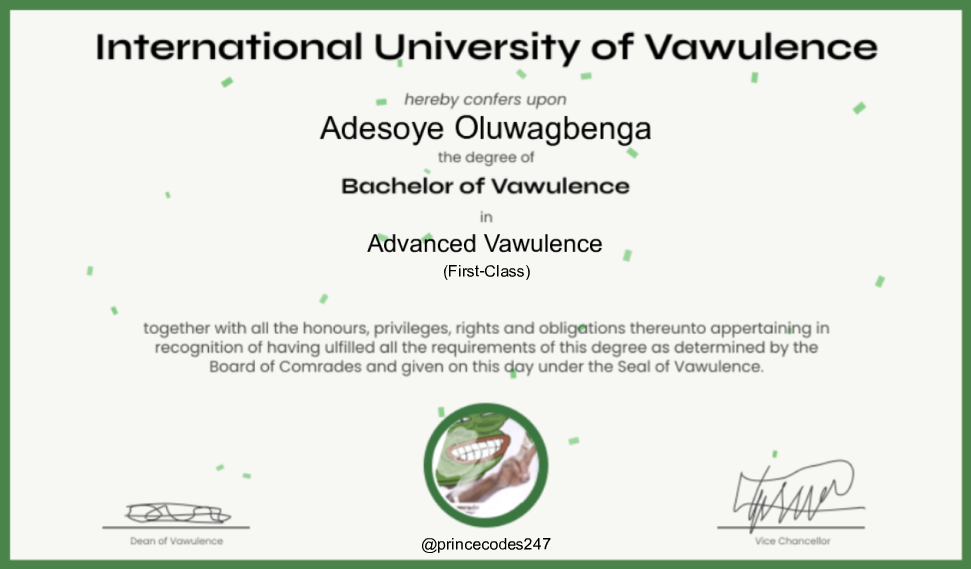 International University of Vawulence
hereby confers upon
Adesoye Oluwagbenga
the degree of
Bachelor of Vawulence
in
Advanced Vawulence
(First-Class)
together with all the honours, privileges, rights and obligations thereunto appertaining in
recognition of having ulfilled all the requirements of this degree as determined by the
Board of Comrades and given on this day under the Seal of Vawulence.
Dean of Vawulence
Vice Chancellor
@princecodes247